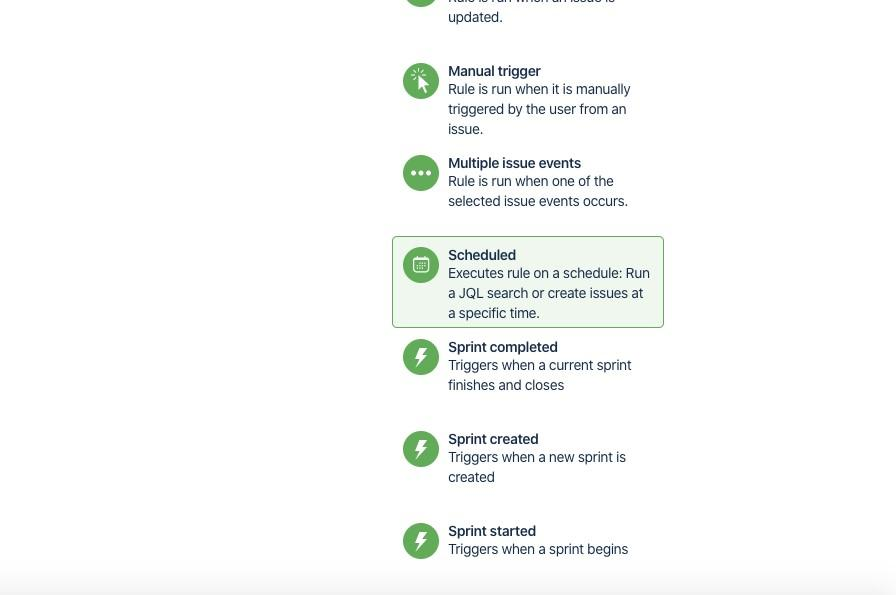 Rule is run when an issue is
updated.
Manual trigger
Rule is run when it is manually
triggered by the user from an
issue.
Multiple issue events
Rule is run when one of the
selected issue events occurs.
Scheduled
Executes rule on a schedule: Run
a JQL search or create issues at
a specific time.
Sprint completed
Triggers when a current sprint
finishes and closes
Sprint created
Triggers when a new sprint is
created
Sprint started
Triggers when a sprint begins